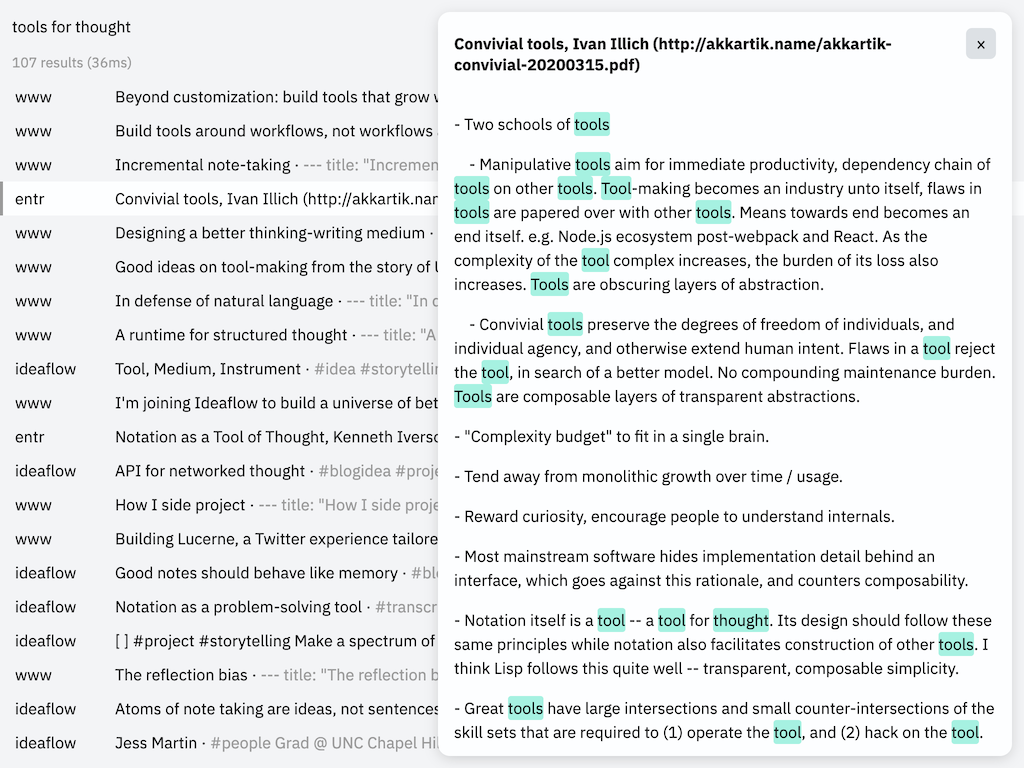 tools for thought
107 results (36ms)
www Beyond customization: build tools that grow
www Build tools around workflows, not workflows
www Incremental note-taking · --- title: "Incremen
entr Convivial tools, Ivan Illich (http://akkartik.nar
www Designing a better thinking-writing medium ·
www Good ideas on tool-making from the story of
www In defense of natural language · --- title: "In
www A runtime for structured thought · --- title: "A
ideaflow Tool, Medium, Instrument · #idea #storytellin
www I'm joining Ideaflow to build a universe of bet
entr Notation as a Tool of Thought, Kenneth Iverso
ideaflow API for networked thought · #blogidea #proje
www How I side project · --- title: "How I side proje
www Building Lucerne, a Twitter experience tailore
ideaflow Good notes should behave like memory · #blo
ideaflow Notation as a problem-solving tool · #transcr
ideaflow [ ] #project #storytelling Make a spectrum of
www The reflection bias · --- title: "The reflection b
ideaflow Atoms of note taking are ideas, not sentences
ideaflow Jess Martin · #people Grad @ UNC Chapel Hi
Convivial tools, Ivan Illich (http://akkartik.name/akkartik-
convivial-20200315.pdf)
×
- Two schools of tools
- Manipulative tools aim for immediate productivity, dependency chain of
tools on other tools. Tool-making becomes an industry unto itself, flaws in
tools are papered over with other tools. Means towards end becomes an
end itself. e.g. Node.js ecosystem post-webpack and React. As the
complexity of the tool complex increases, the burden of its loss also
increases. Tools are obscuring layers of abstraction.
- Convivial tools preserve the degrees of freedom of individuals, and
individual agency, and otherwise extend human intent. Flaws in a tool reject
the tool, in search of a better model. No compounding maintenance burden.
Tools are composable layers of transparent abstractions.
- "Complexity budget" to fit in a single brain.
- Tend away from monolithic growth over time / usage.
- Reward curiosity, encourage people to understand internals.
- Most mainstream software hides implementation detail behind an
interface, which goes against this rationale, and counters composability.
- Notation itself is a tool -- a tool for thought. Its design should follow these
same principles while notation also facilitates construction of other tools. I
think Lisp follows this quite well -- transparent, composable simplicity.
- Great tools have large intersections and small counter-intersections of the
skill sets that are required to (1) operate the tool, and (2) hack on the tool.